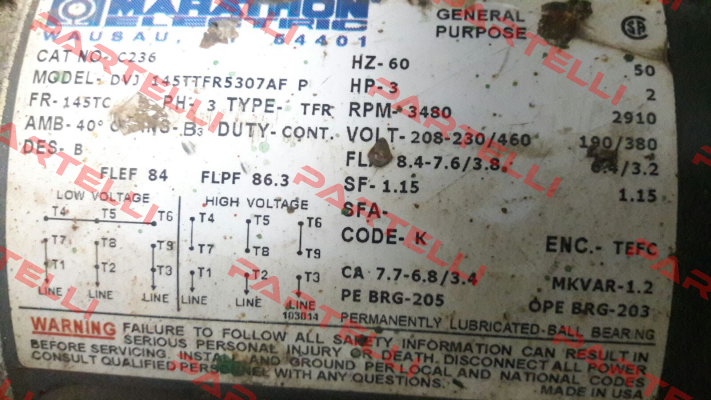 MARATHON
ELECTRIC
WAUSAU, 54401
GENERAL
PURPOSE
SA
CAT NO- C236
MODEL- DVJ 145TTFR5307AF P
FR- 145TC PH- 3 TYPE- TFR
AMB- 40° INS-B3 DUTY- CONT.
DES- B
HZ- 60 50
HP- 3 2
RPM- 3480 2910
VOLT- 208-230/460 190/380
8.4-7.6/3.8 6.4/3.2
SF- 1.15 1.15
SFA-
CODE- K ENC.- TEFC
CA 7.7-6.8/3.4 MKVAR-1.2
PE BRG-205 OPE BRG-203
PERMANENTLY LUBRICATED-BALL BEARING
FLEF 84 FLPF 86.3
LOW VOLTAGE HIGH VOLTAGE
T4 T5 T6 T4 T5 T6
T7 T8 T9 T7 T8 T9
T1 T2 T3 T1 T2 T3
LINE LINE LINE LINE LINE LINE
103014
WARNING FAILURE TO FOLLOW ALL SAFETY INFORMATION CAN RESULT IN
SERIOUS PERSONAL INJURY OR DEATH. DISCONNECT ALL POWER
BEFORE SERVICING. INSTALL AND GROUND PER LOCAL AND NATIONAL CODES
CONSULT QUALIFIED PERSONNEL WITH ANY QUESTIONS.
MADE IN USA
PARTELLI